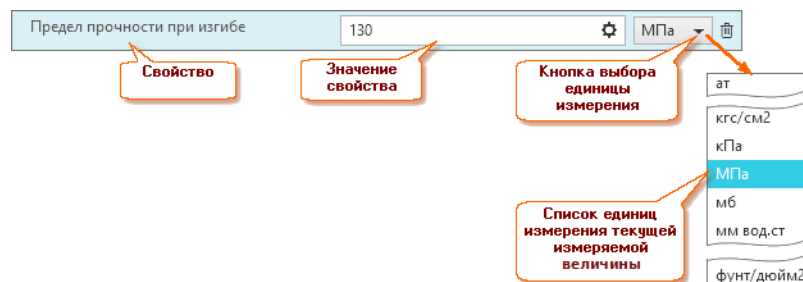 Предел прочности при изгибе
130
МПа
Свойство
Значение
свойства
Кнопка выбора
единицы
измерения
ат
кгс/см2
кПа
МПа
мб
мм вод.ст
фунт/дюйм2
Список единиц
измерения текущей
измеряемой
величины